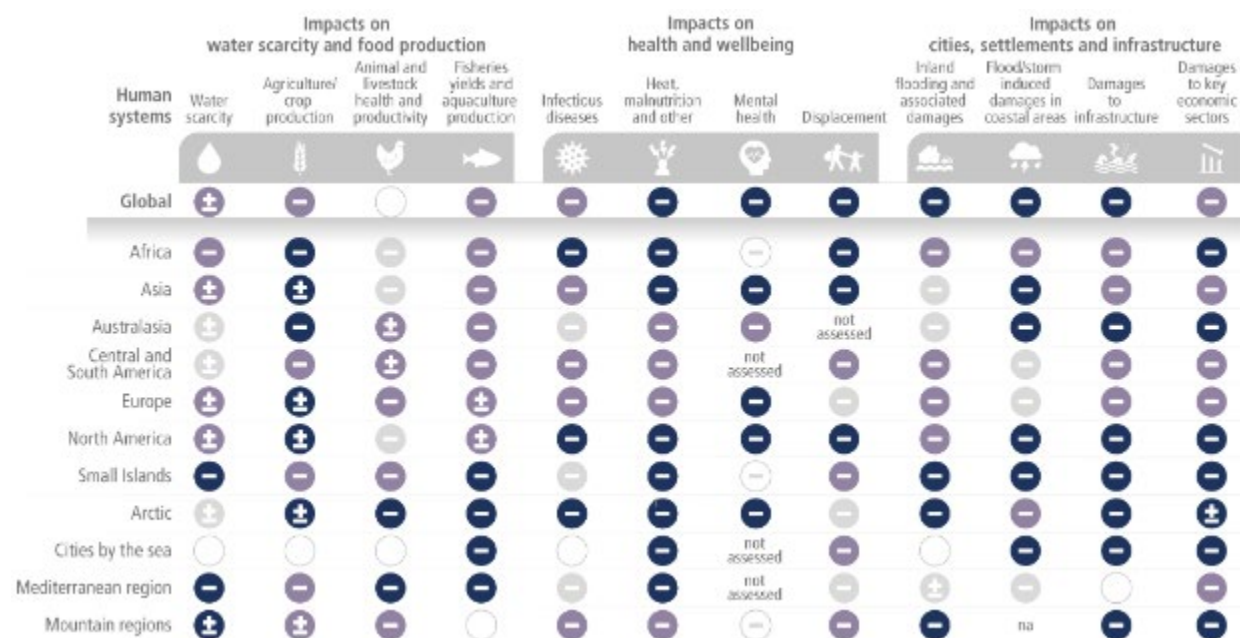 Impacts on
water scarcity and food production
Impacts on
health and wellbeing
Impacts on
cities, settlements and infrastructure
Human
systems
Water
scarcity
Agriculture/
crop
production
Animal and
livestock
health and
productivity
Fisheries
yields and
aquaculture
production
Infectious
diseases
Heat,
malnutrition
and other
Mental
health
Displacement
Inland
flooding and
associated
damages
Flood/storm
induced
damages in
coastal areas
Damages
to
infrastructure
Damages
to key
economic
sectors
Global ± − − − − − − − − − −
Africa − − − − − − − − − − − −
Asia ± ± − − − − − − − − − −
Australasia ± − ± − − − − not assessed − − − −
Central and
South America ± − ± − − − not assessed − − − − −
Europe ± ± − ± − − − − − − − −
North America ± ± − ± − − − − − − − −
Small Islands − − − − − − − − − − − −
Arctic ± ± − − − − − − − − − ±
Cities by the sea − − not assessed − − − −
Mediterranean region − − − − − − not assessed − ± − −
Mountain regions ± ± − − − − − − na − −